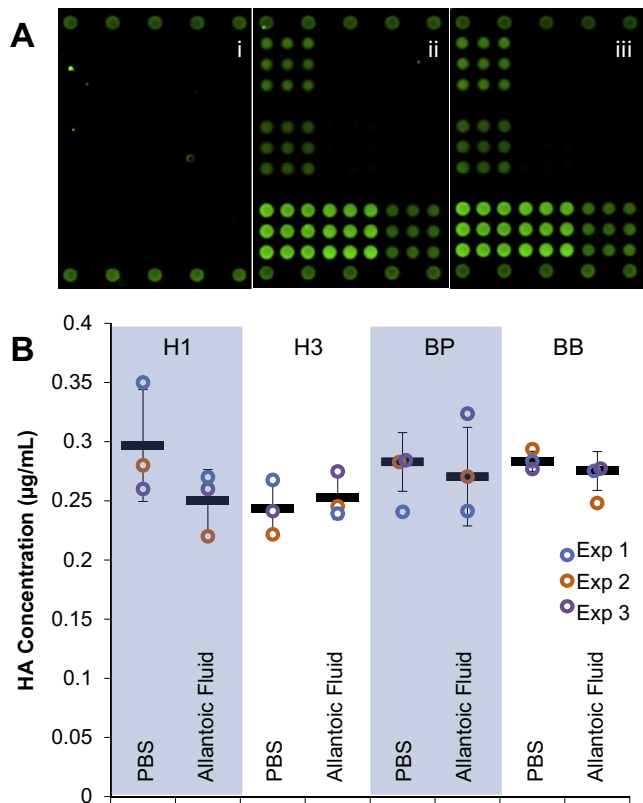 A
i
ii
iii
B
H1
H3
BP
BB
HA Concentration (µg/mL)
0.4
0.35
0.3
0.25
0.2
0.15
0.1
0.05
0
Exp 1
Exp 2
Exp 3
PBS
Allantoic Fluid
PBS
Allantoic Fluid
PBS
Allantoic Fluid
PBS
Allantoic Fluid